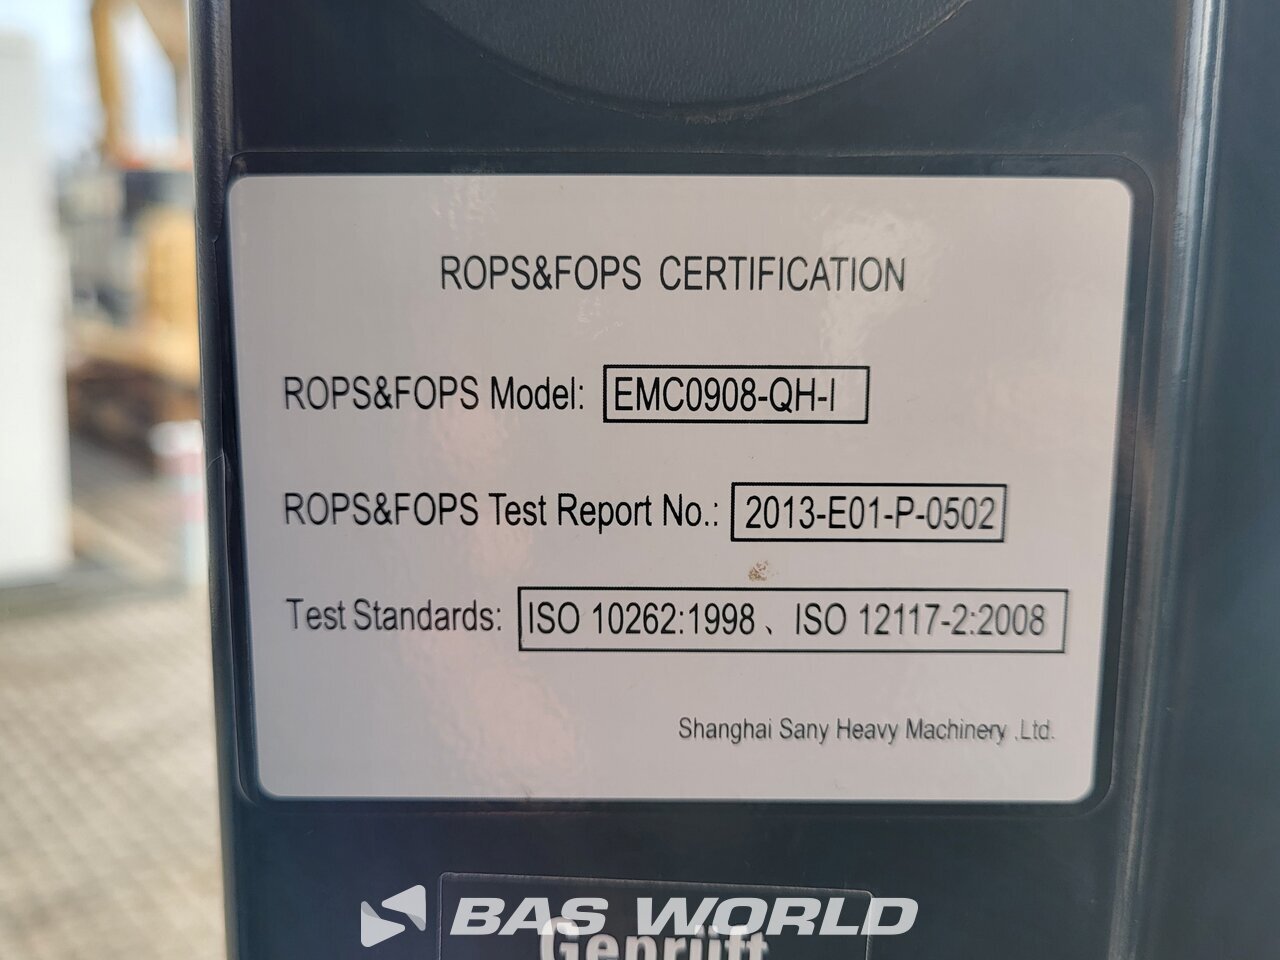 ROPS&FOPS CERTIFICATION
ROPS&FOPS Model: EMC0908-QH-I
ROPS&FOPS Test Report No.: 2013-E01-P-0502
Test Standards: ISO 10262:1998、ISO 12117-2:2008
Shanghai Sany Heavy Machinery .Ltd.
BAS WORLD
Geprüft